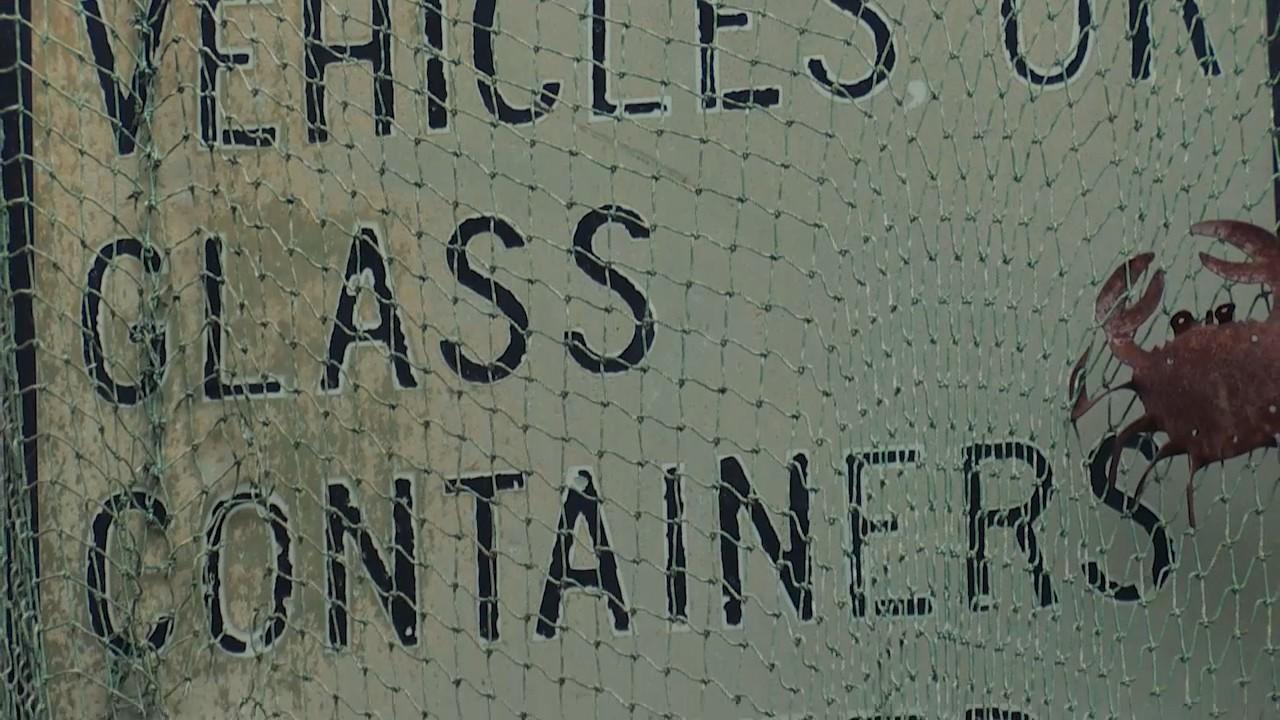 VEHICLES, OR
GLASS
CONTAINERS